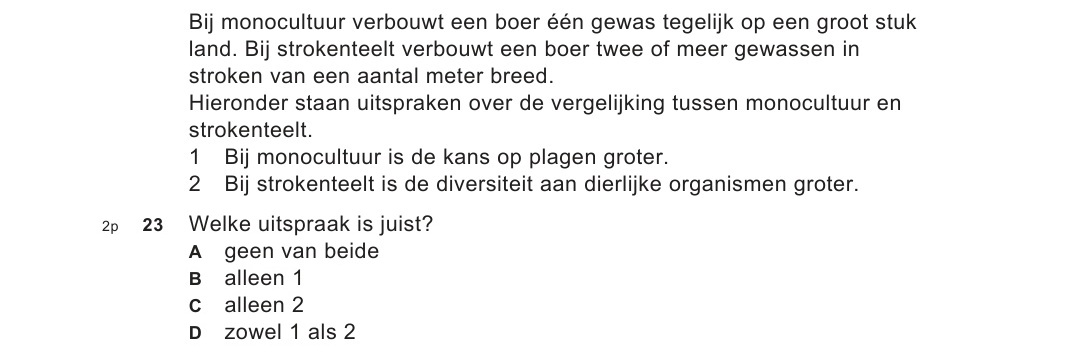 Bij monocultuur verbouwt een boer één gewas tegelijk op een groot stuk
land. Bij strokenteelt verbouwt een boer twee of meer gewassen in
stroken van een aantal meter breed.
Hieronder staan uitspraken over de vergelijking tussen monocultuur en
strokenteelt.
1 Bij monocultuur is de kans op plagen groter.
2 Bij strokenteelt is de diversiteit aan dierlijke organismen groter.
2p 23 Welke uitspraak is juist?
A geen van beide
B alleen 1
C alleen 2
D zowel 1 als 2